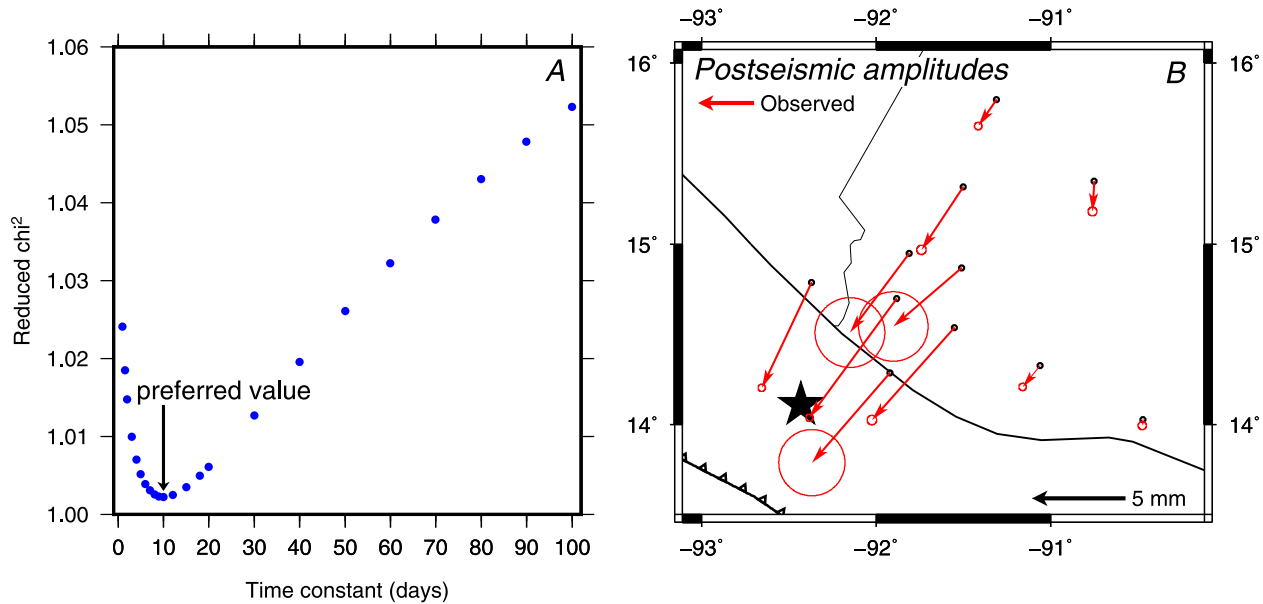 A
1.06
1.05
1.04
1.03
1.02
1.01
1.00
Reduced chi²
preferred value
0 10 20 30 40 50 60 70 80 90 100
Time constant (days)
−93˚ −92˚ −91˚
Postseismic amplitudes B
Observed
16˚ 16˚
15˚ 15˚
14˚ 14˚
5 mm
−93˚ −92˚ −91˚